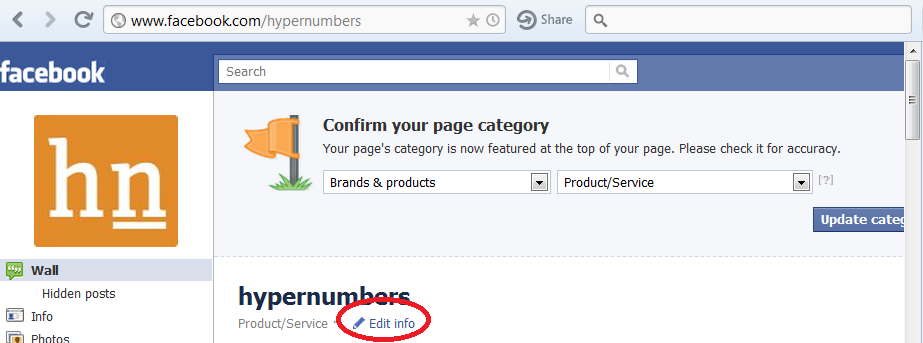 www.facebook.com/hypernumbers
Share
facebook
Search
hn
Confirm your page category
Your page's category is now featured at the top of your page. Please check it for accuracy.
Brands & products
Product/Service
[?]
Update categ
Wall
Hidden posts
Info
Photos
hypernumbers
Product/Service · Edit info